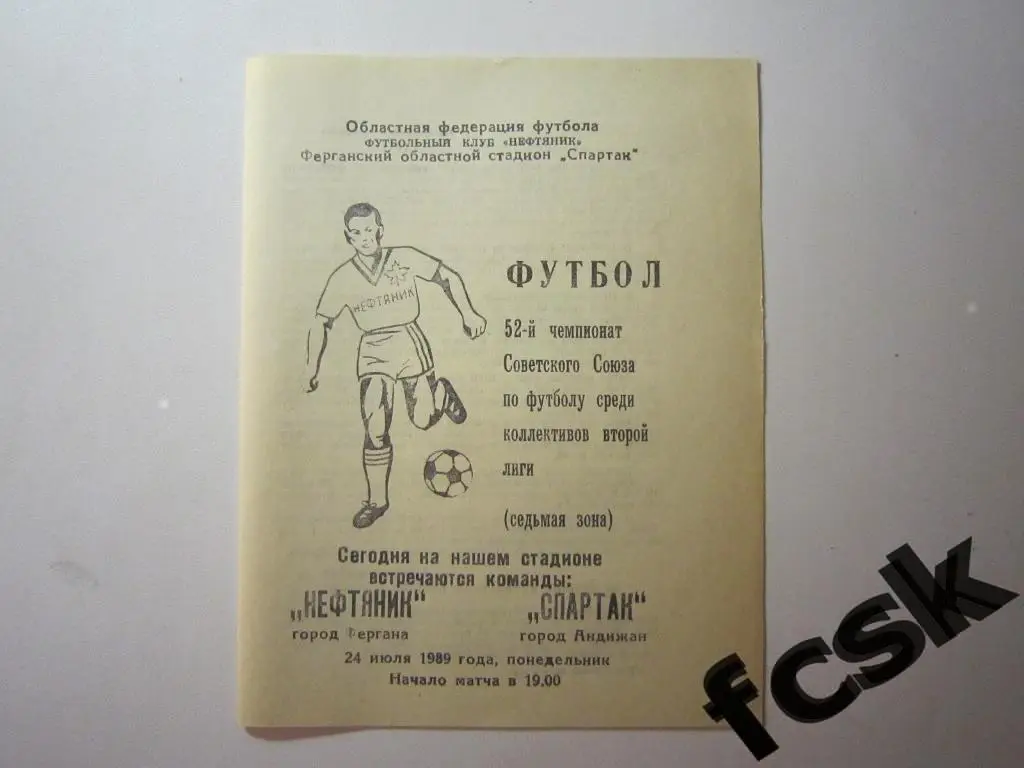 Областная федерация футбола
ФУТБОЛЬНЫЙ КЛУБ «НЕФТЯНИК»
Ферганский областной стадион „Спартак"
НЕФТЯНИК
ФУТБОЛ
52-й чемпионат
Советского Союза
по футболу среди
коллективов второй
лиги
(седьмая зона)
Сегодня на нашем стадионе
встречаются команды:
„НЕФТЯНИК" „СПАРТАК"
город Фергана город Андижан
24 июля 1989 года, понедельник
Начало матча в 19.00
fcsk